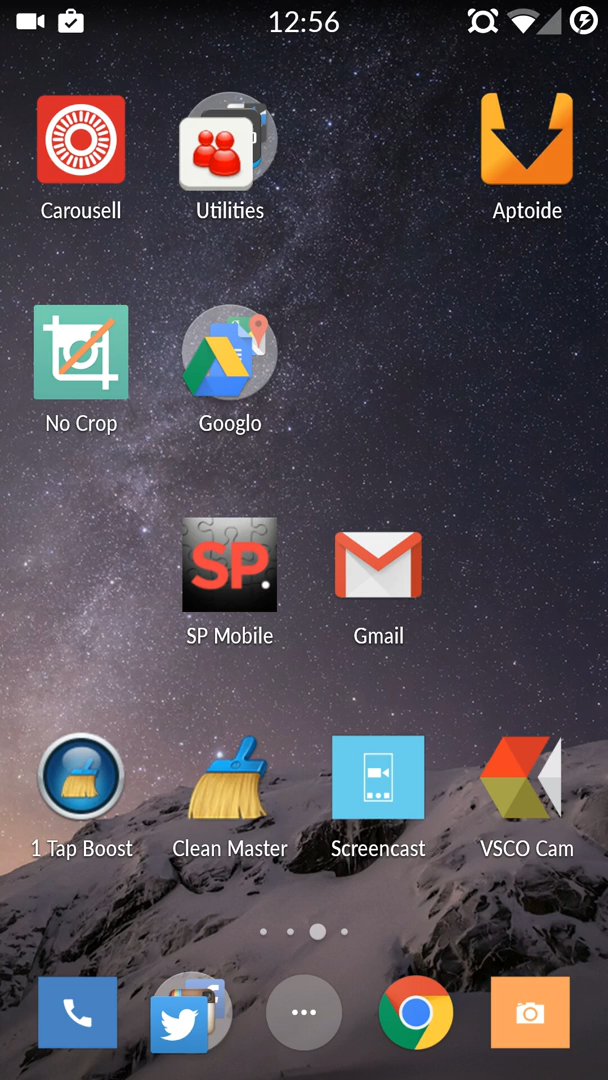 12:56
Carousell
Utilities
Aptoide
No Crop
Googlo
SP.
SP Mobile
Gmail
1 Tap Boost
Clean Master
Screencast
VSCO Cam